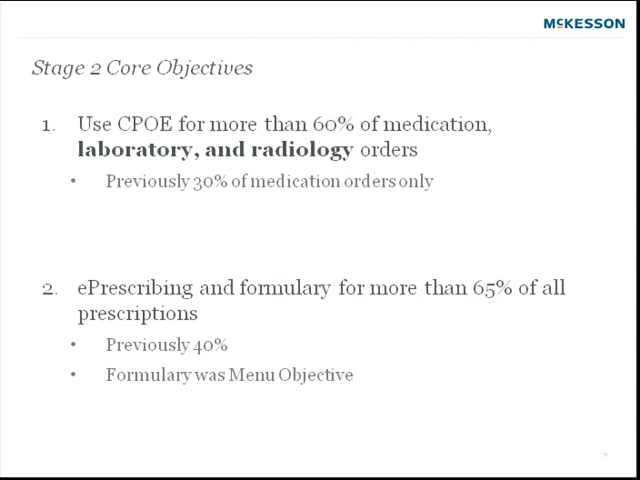 MCKESSON
Stage 2 Core Objectives
1. Use CPOE for more than 60% of medication,
laboratory, and radiology orders
• Previously 30% of medication orders only
2. ePrescribing and formulary for more than 65% of all
prescriptions
• Previously 40%
• Formulary was Menu Objective